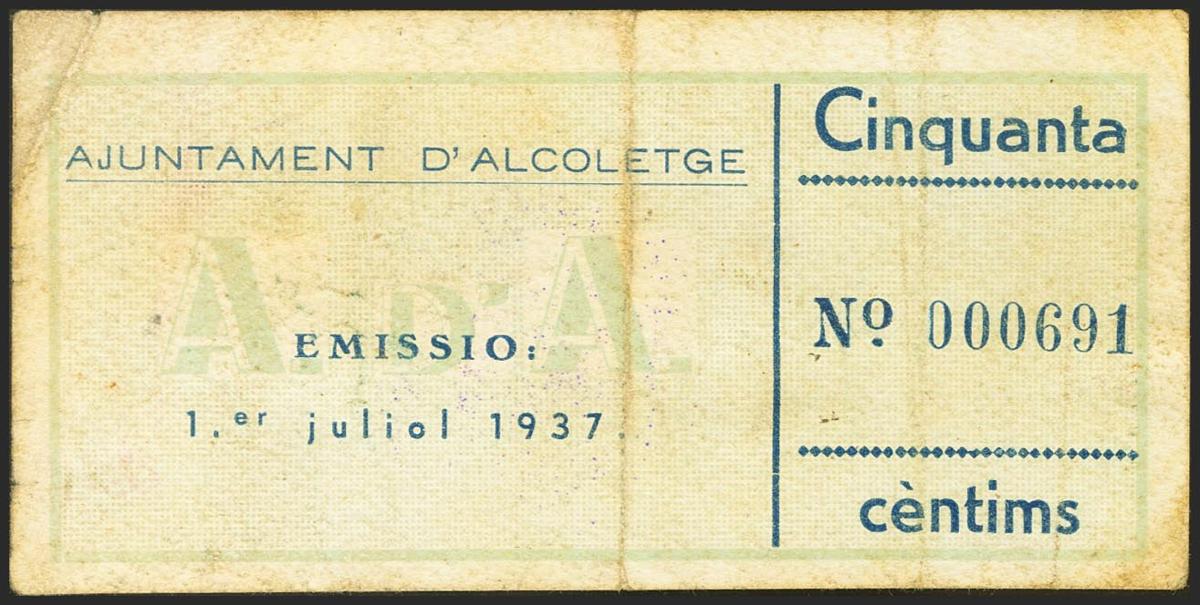 AJUNTAMENT D'ALCOLETGE
A. D'A.
EMISSIO:
1.er juliol 1937.
Cinquanta
Nº. 000691
cèntims